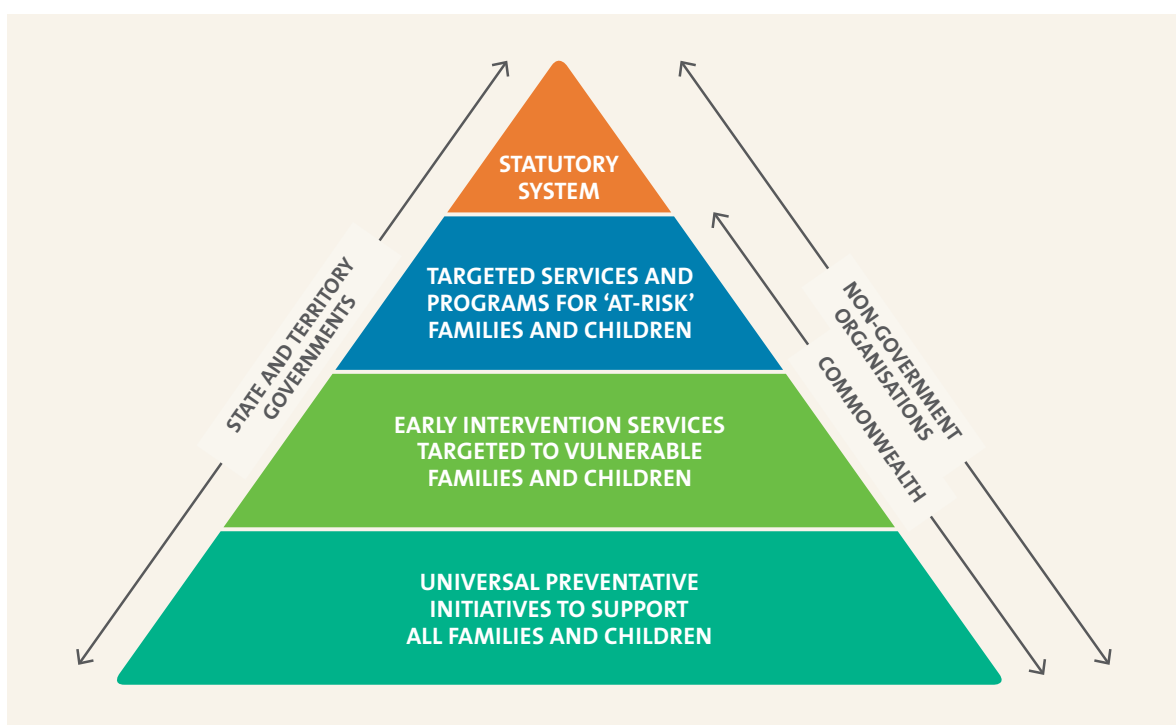 STATUTORY
SYSTEM
TARGETED SERVICES AND
PROGRAMS FOR ‘AT-RISK’
FAMILIES AND CHILDREN
EARLY INTERVENTION SERVICES
TARGETED TO VULNERABLE
FAMILIES AND CHILDREN
UNIVERSAL PREVENTATIVE
INITIATIVES TO SUPPORT
ALL FAMILIES AND CHILDREN
STATE AND TERRITORY
GOVERNMENTS
NON-GOVERNMENT
ORGANISATIONS
COMMONWEALTH